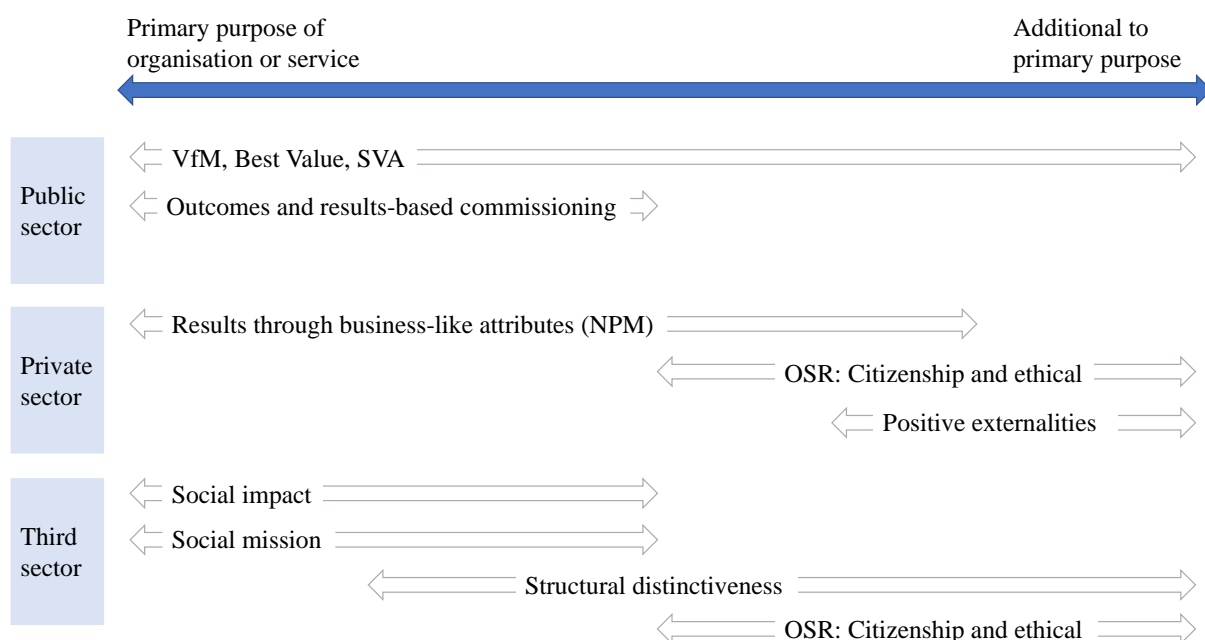 Primary purpose of
organisation or service
Additional to
primary purpose
Public
sector
VfM, Best Value, SVA
Outcomes and results-based commissioning
Private
sector
Results through business-like attributes (NPM)
OSR: Citizenship and ethical
Positive externalities
Third
sector
Social impact
Social mission
Structural distinctiveness
OSR: Citizenship and ethical